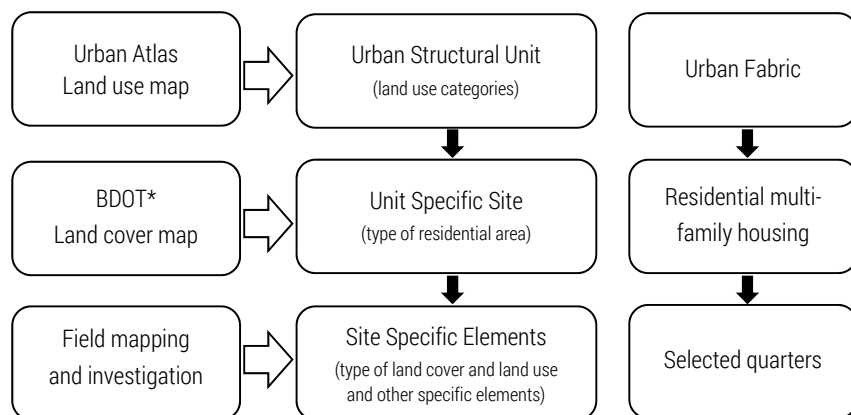 Urban Atlas
Land use map
Urban Structural Unit
(land use categories)
Urban Fabric
BDOT*
Land cover map
Unit Specific Site
(type of residential area)
Residential multi-
family housing
Field mapping
and investigation
Site Specific Elements
(type of land cover and land use
and other specific elements)
Selected quarters